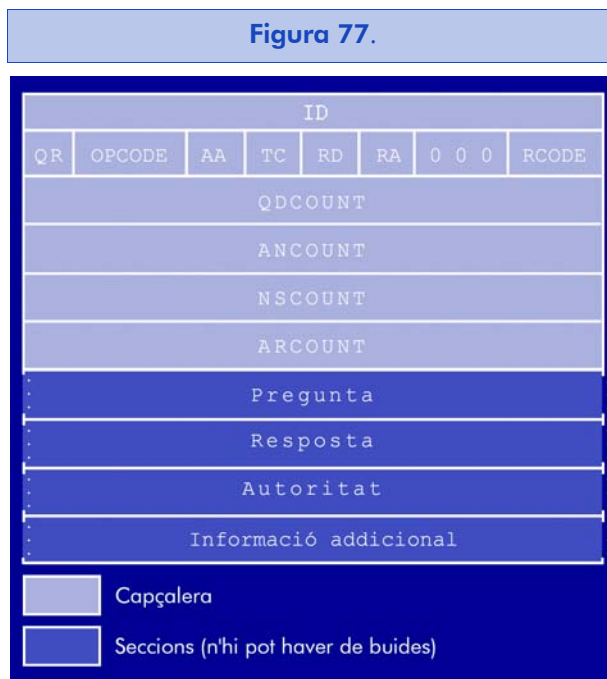 Figura 77.
ID
QR OPCODE AA TC RD RA 0 0 0 RCODE
QDCOUNT
ANCOUNT
NSCOUNT
ARCOUNT
Pregunta
Resposta
Autoritat
Informació addicional
Capçalera
Seccions (n'hi pot haver de buides)